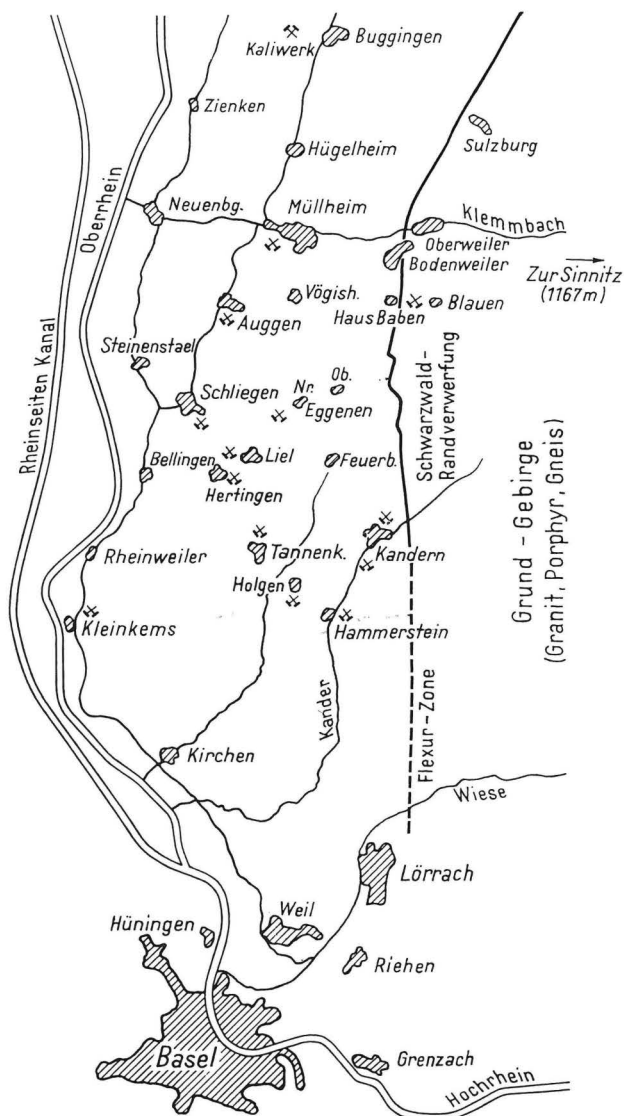 Kaliwerk
Buggingen
Zienken
Sulzburg
Hügelheim
Oberrhein
Neuenbg.
Müllheim
Klemmbach
Oberweiler
Bodenweiler
Zur Sinnitz
(1167m)
Vögish.
Haus Baben
Blauen
Auggen
Steinenstael
Rheinseiten Kanal
Schliegen
Ob.
Nr.
Eggenen
Schwarzwald-
Randverwerfung
Bellingen
Liel
Feuerb.
Hertingen
Grund-Gebirge
(Granit, Porphyr, Gneis)
Rheinweiler
Tannenk.
Kandern
Holgen
Kleinkems
Hammerstein
Kander
Flexur-Zone
Kirchen
Wiese
Lörrach
Weil
Hüningen
Riehen
Basel
Grenzach
Hochrhein